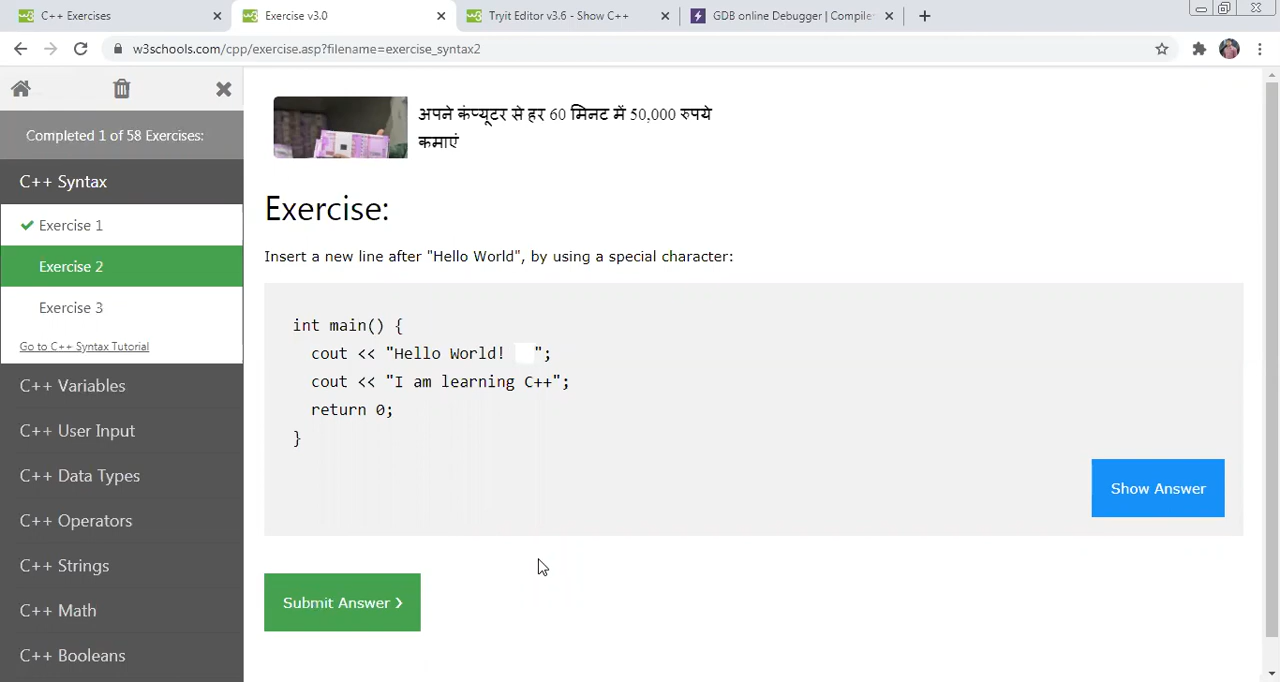 C++ Exercises
Exercise v3.0
Tryit Editor v3.6 - Show C++
GDB online Debugger | Compile
w3schools.com/cpp/exercise.asp?filename=exercise_syntax2
Completed 1 of 58 Exercises:
C++ Syntax
Exercise 1
Exercise 2
Exercise 3
Go to C++ Syntax Tutorial
C++ Variables
C++ User Input
C++ Data Types
C++ Operators
C++ Strings
C++ Math
C++ Booleans
अपने कंप्यूटर से हर 60 मिनट में 50,000 रुपये
कमाएं
Exercise:
Insert a new line after "Hello World", by using a special character:
int main() {
cout << "Hello World! ";
cout << "I am learning C++";
return 0;
}
Show Answer
Submit Answer ❯